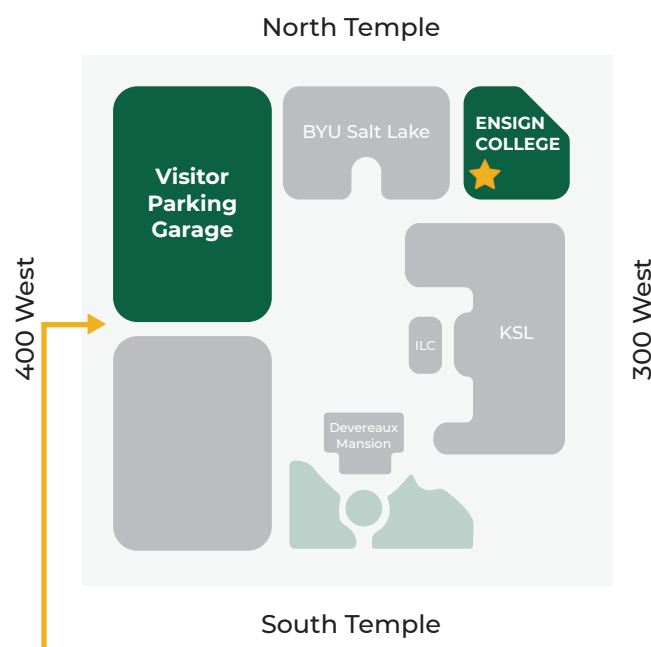 North Temple
BYU Salt Lake
ENSIGN
COLLEGE
Visitor
Parking
Garage
400 West
300 West
ILC
KSL
Devereaux
Mansion
South Temple